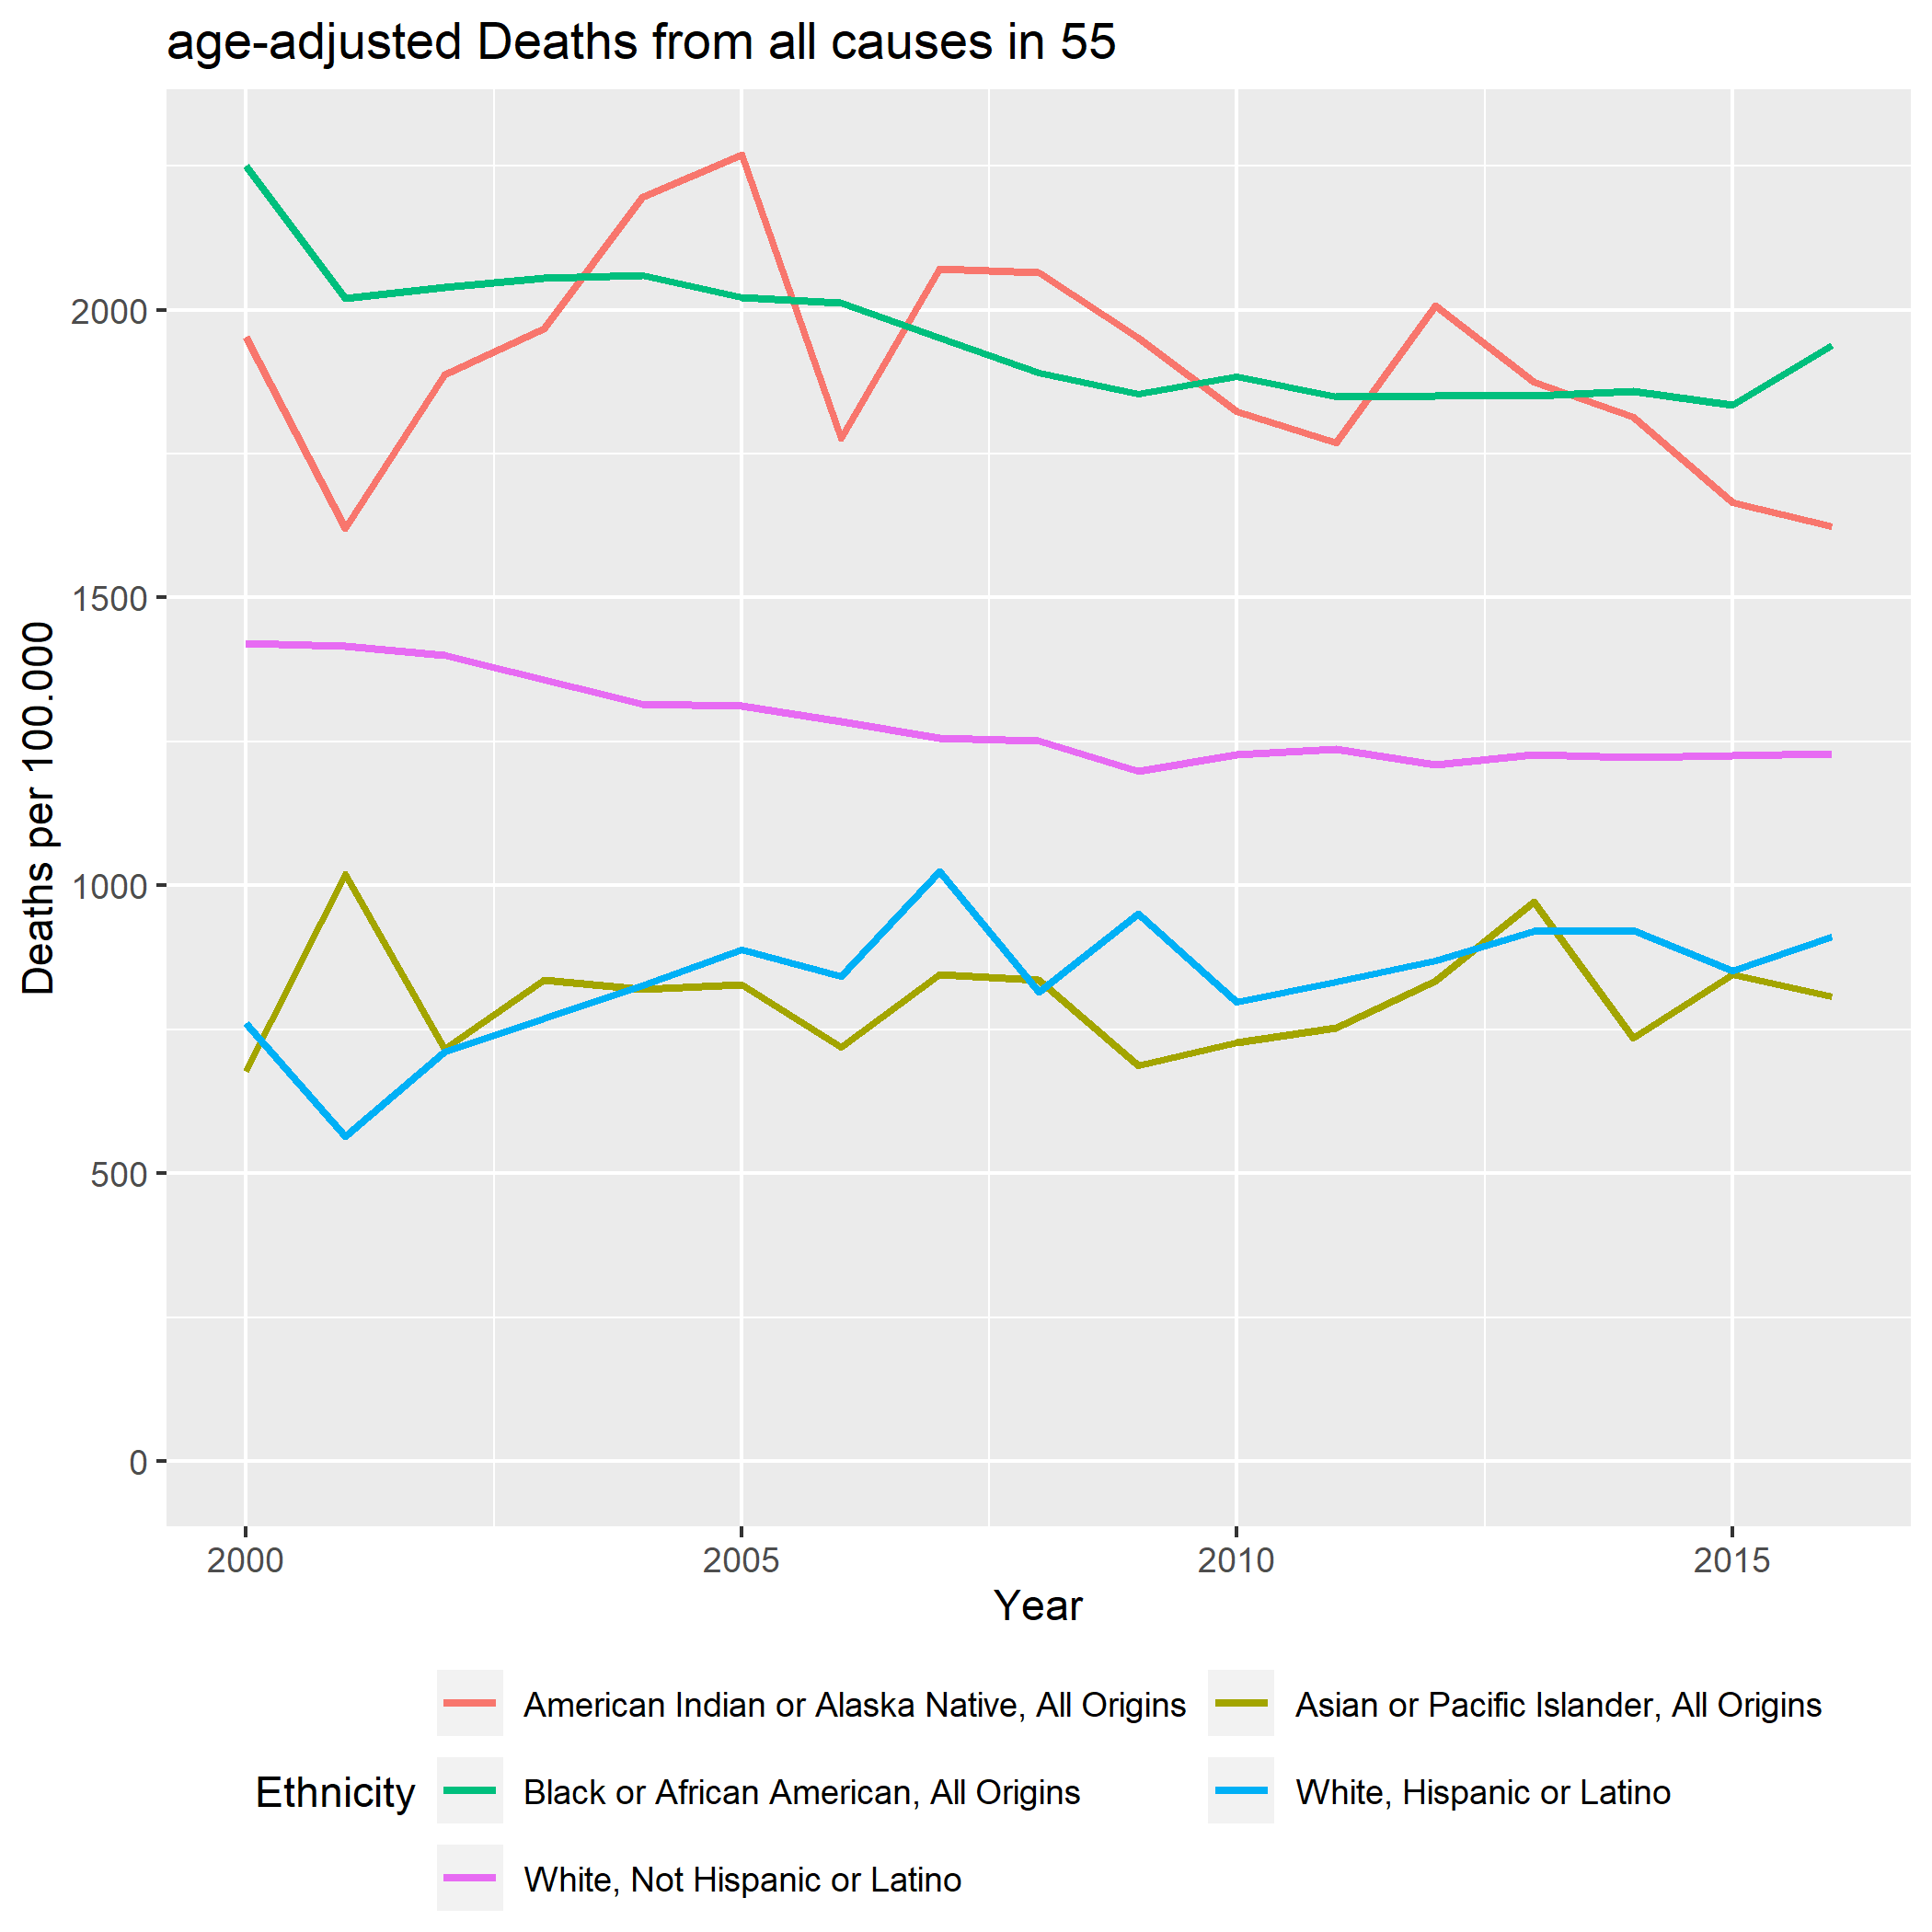 age-adjusted Deaths from all causes in 55
Deaths per 100.000
2000
1500
1000
500
0
2000 2005 2010 2015
Year
Ethnicity
American Indian or Alaska Native, All Origins
Asian or Pacific Islander, All Origins
Black or African American, All Origins
White, Hispanic or Latino
White, Not Hispanic or Latino